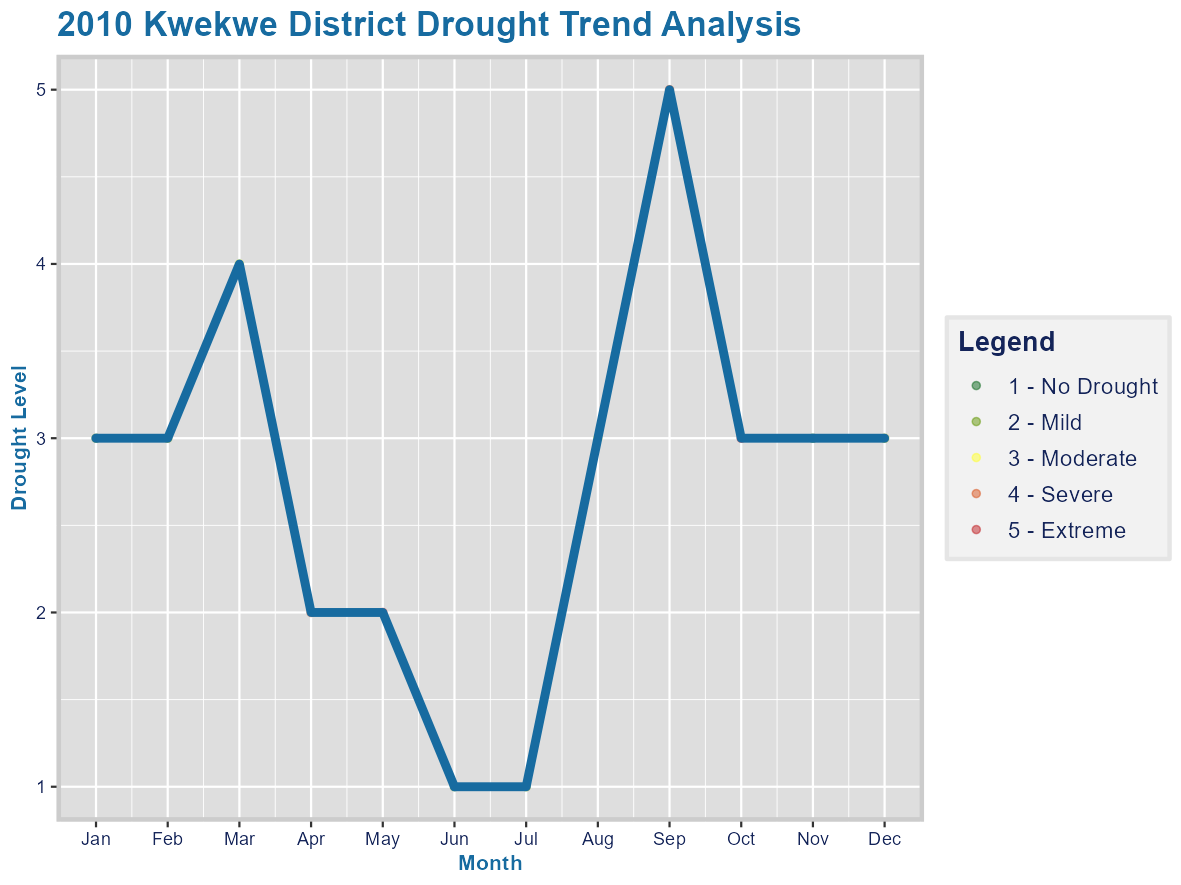 2010 Kwekwe District Drought Trend Analysis
5
4
3
2
1
Drought Level
Jan Feb Mar Apr May Jun Jul Aug Sep Oct Nov Dec
Month
Legend
1 - No Drought
2 - Mild
3 - Moderate
4 - Severe
5 - Extreme